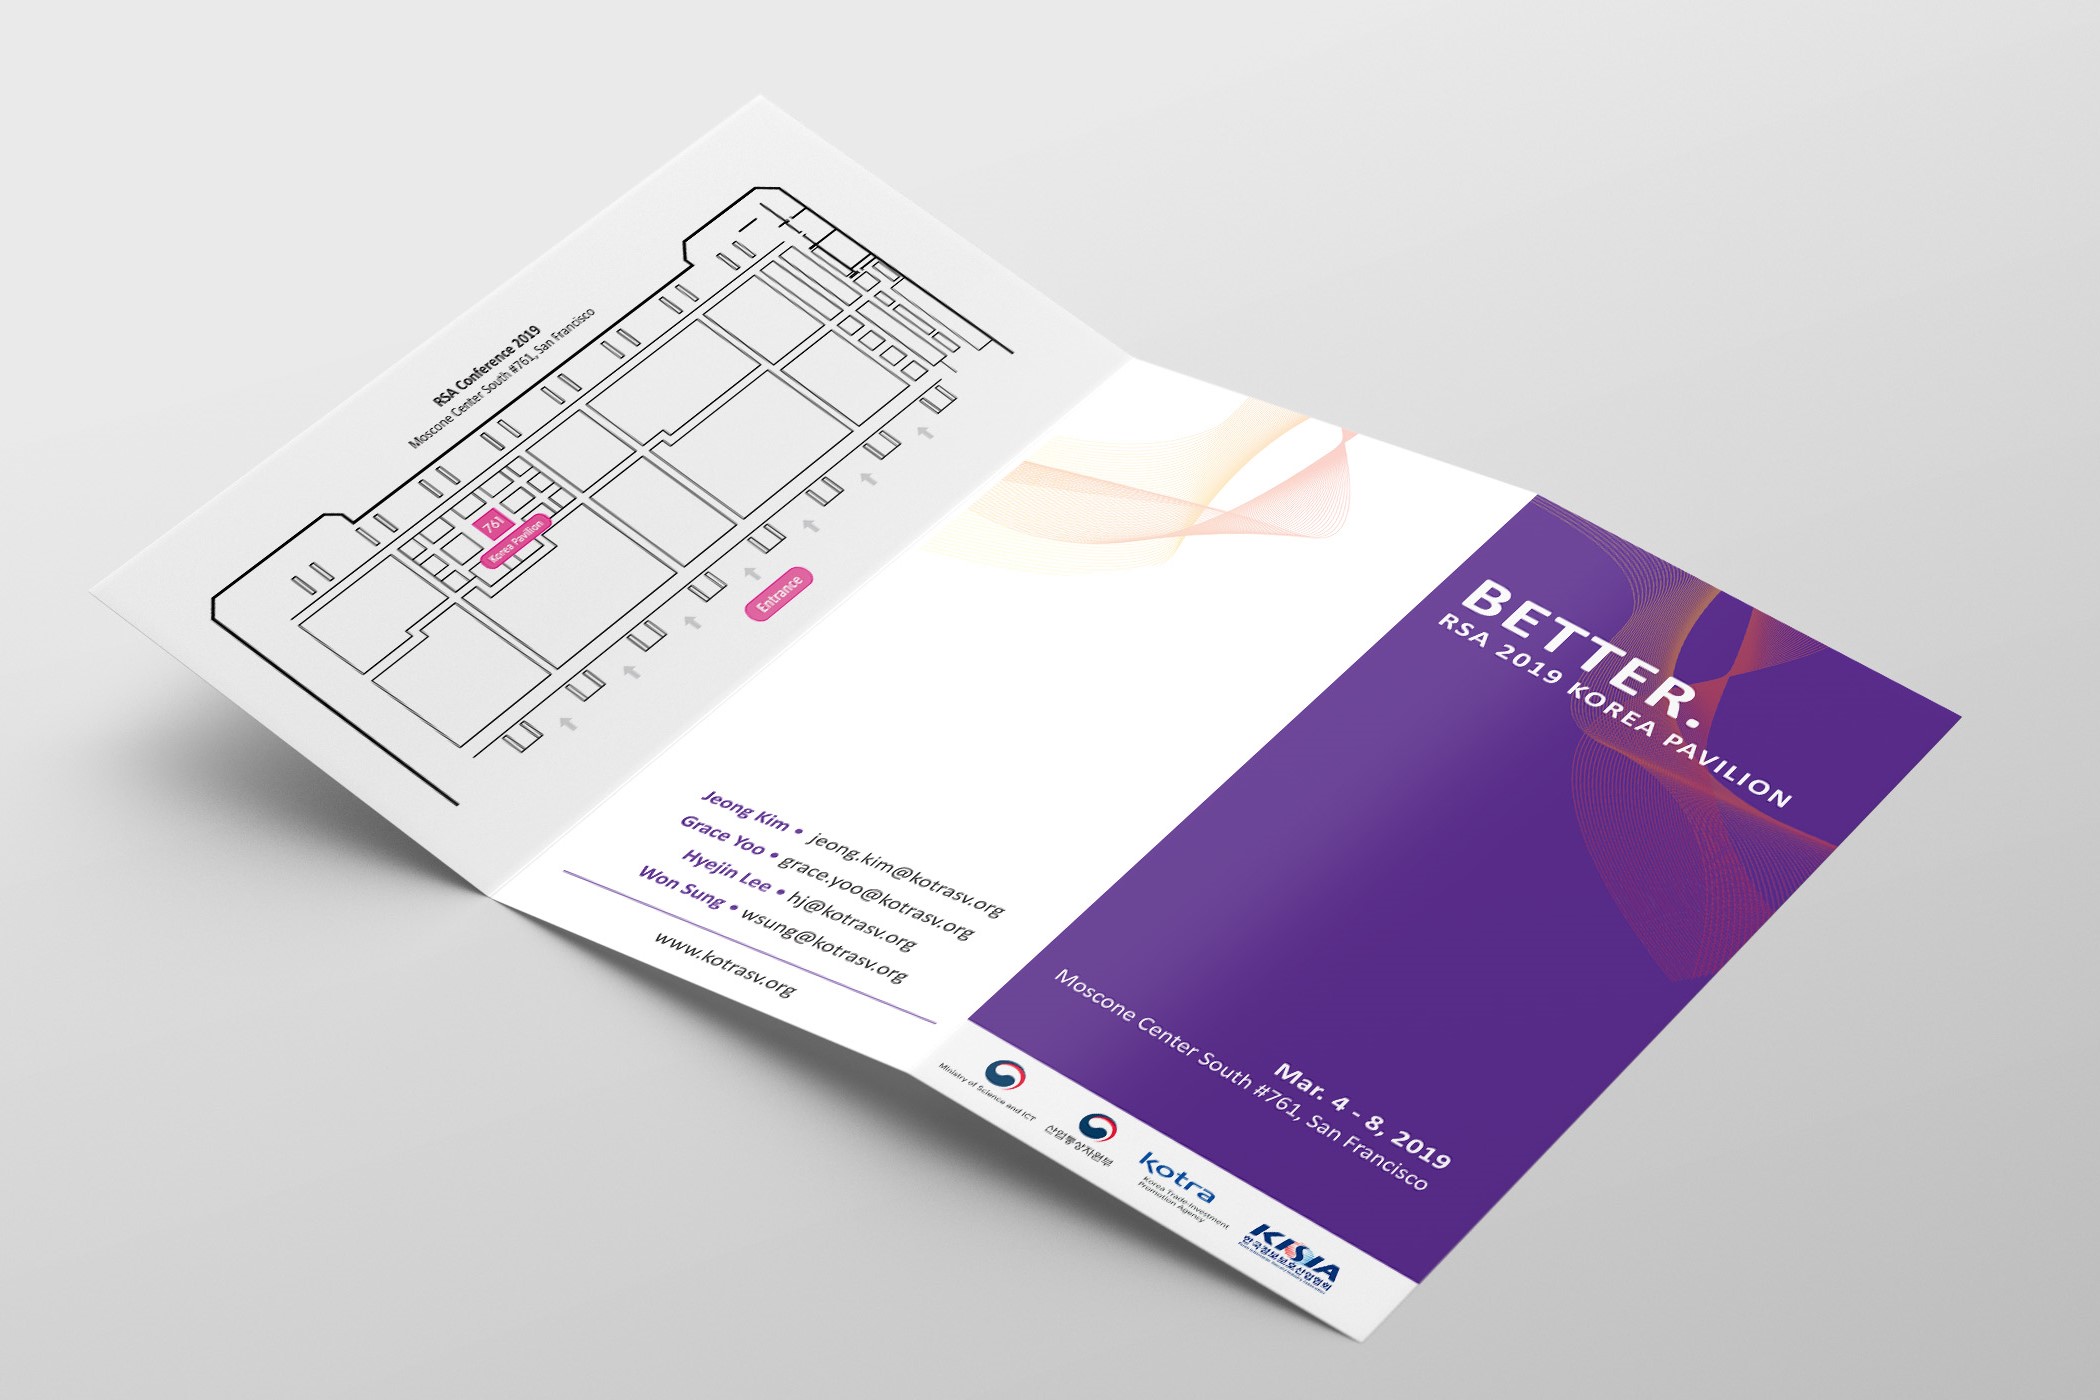 RSA Conference 2019
Moscone Center South #761, San Francisco
761
Korea Pavilion
Entrance
Jeong Kim • jeong.kim@kotrasv.org
Grace Yoo • grace.yoo@kotrasv.org
Hyejin Lee • hj@kotrasv.org
Won Sung • wsung@kotrasv.org
www.kotrasv.org
BETTER.
RSA 2019 KOREA PAVILION
Mar. 4 - 8, 2019
Moscone Center South #761, San Francisco
Ministry of Science and ICT
산업통상자원부
kotra
Korea Trade-Investment
Promotion Agency
KISIA
한국정보보호산업협회